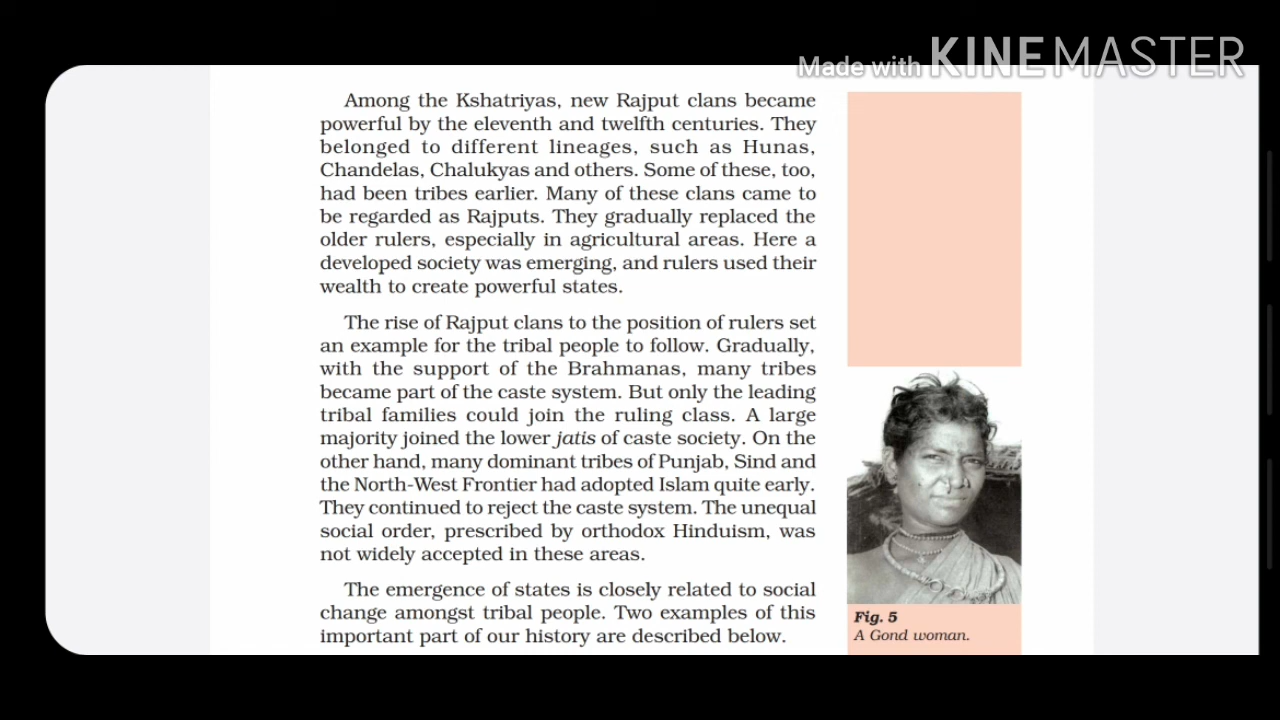 Made with KINEMASTER
Among the Kshatriyas, new Rajput clans became
powerful by the eleventh and twelfth centuries. They
belonged to different lineages, such as Hunas,
Chandelas, Chalukyas and others. Some of these, too,
had been tribes earlier. Many of these clans came to
be regarded as Rajputs. They gradually replaced the
older rulers, especially in agricultural areas. Here a
developed society was emerging, and rulers used their
wealth to create powerful states.
The rise of Rajput clans to the position of rulers set
an example for the tribal people to follow. Gradually,
with the support of the Brahmanas, many tribes
became part of the caste system. But only the leading
tribal families could join the ruling class. A large
majority joined the lower jatis of caste society. On the
other hand, many dominant tribes of Punjab, Sind and
the North-West Frontier had adopted Islam quite early.
They continued to reject the caste system. The unequal
social order, prescribed by orthodox Hinduism, was
not widely accepted in these areas.
The emergence of states is closely related to social
change amongst tribal people. Two examples of this
important part of our history are described below.
Fig. 5
A Gond woman.